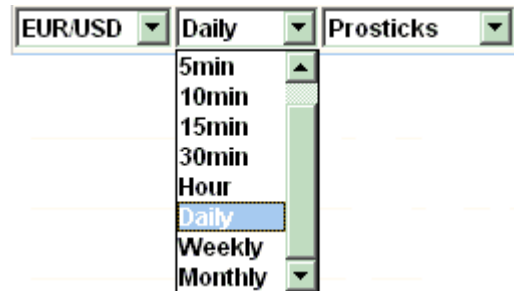 EUR/USD Daily Prosticks
5min
10min
15min
30min
Hour
Daily
Weekly
Monthly